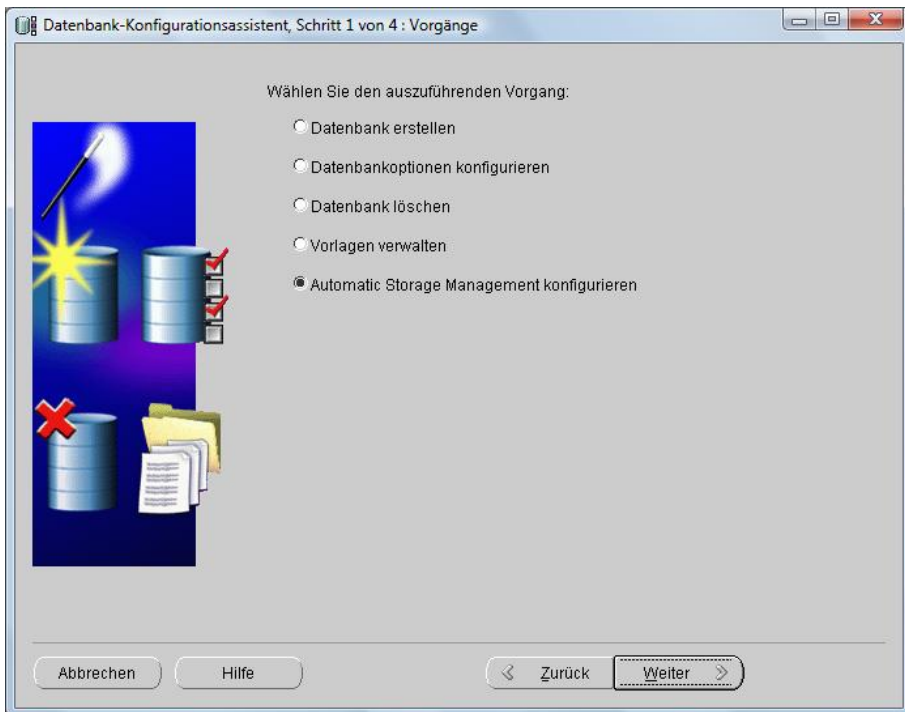 Datenbank-Konfigurationsassistent, Schritt 1 von 4 : Vorgänge
Wählen Sie den auszuführenden Vorgang:
Datenbank erstellen
Datenbankoptionen konfigurieren
Datenbank löschen
Vorlagen verwalten
Automatic Storage Management konfigurieren
Abbrechen
Hilfe
Zurück
Weiter